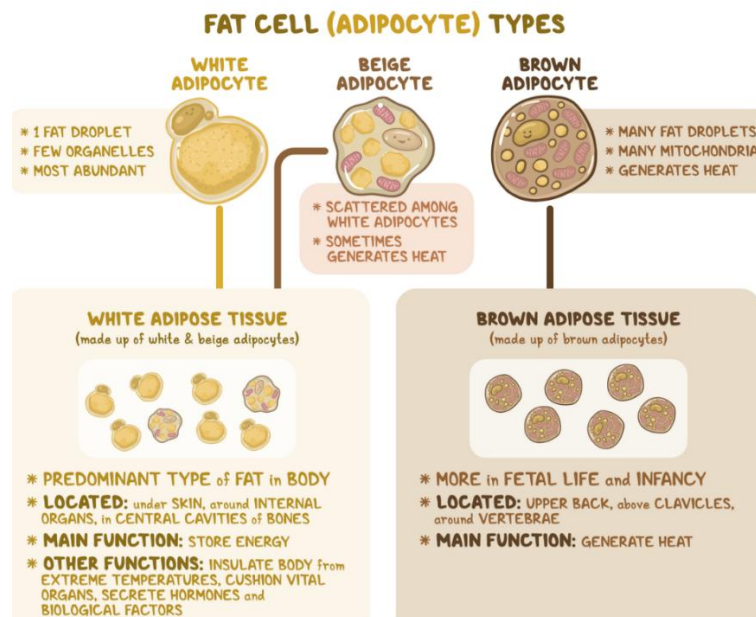 FAT CELL (ADIPOCYTE) TYPES
WHITE
ADIPOCYTE
* 1 FAT DROPLET
* FEW ORGANELLES
* MOST ABUNDANT
BEIGE
ADIPOCYTE
* SCATTERED AMONG
WHITE ADIPOCYTES
* SOMETIMES
GENERATES HEAT
BROWN
ADIPOCYTE
* MANY FAT DROPLETS
* MANY MITOCHONDRIA
* GENERATES HEAT
WHITE ADIPOSE TISSUE
(made up of white & beige adipocytes)
* PREDOMINANT TYPE of FAT in BODY
* LOCATED: under SKIN, around INTERNAL
ORGANS, in CENTRAL CAVITIES of BONES
* MAIN FUNCTION: STORE ENERGY
* OTHER FUNCTIONS: INSULATE BODY from
EXTREME TEMPERATURES, CUSHION VITAL
ORGANS, SECRETE HORMONES and
BIOLOGICAL FACTORS
BROWN ADIPOSE TISSUE
(made up of brown adipocytes)
* MORE in FETAL LIFE and INFANCY
* LOCATED: UPPER BACK, above CLAVICLES,
around VERTEBRAE
* MAIN FUNCTION: GENERATE HEAT